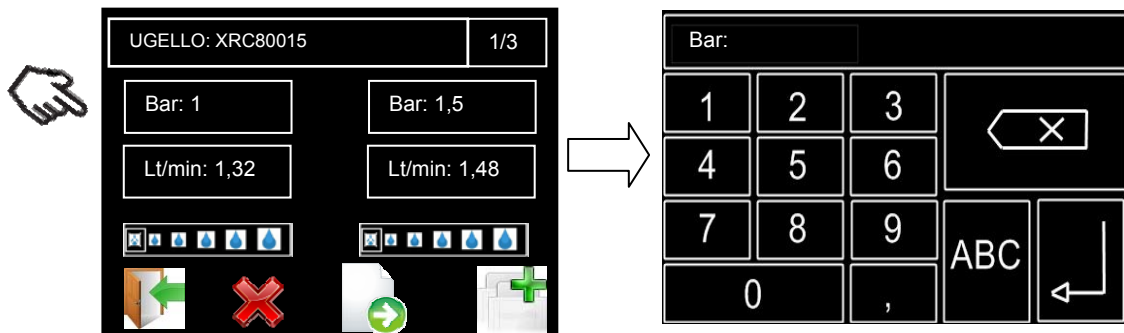 UGELLO: XRC80015 1/3
Bar: 1 Bar: 1,5
Lt/min: 1,32 Lt/min: 1,48
Bar:
1 2 3
4 5 6
7 8 9
ABC
0 ,